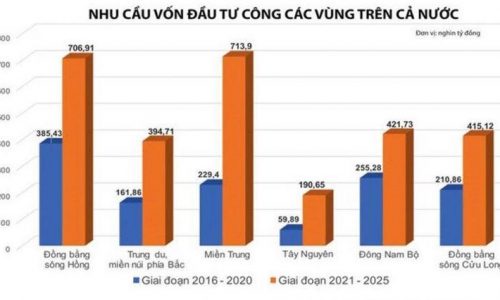 NHU CẦU VỐN ĐẦU TƯ CÔNG CÁC VÙNG TRÊN CẢ NƯỚC
Đơn vị: nghìn tỷ đồng
706,91
713,9
385,43
394,71
421,73
415,12
161,86
229,4
190,65
255,28
210,86
59,89
Đồng bằng
sông Hồng
Trung du,
miền núi phía Bắc
Miền Trung
Tây Nguyên
Đông Nam Bộ
Đồng bằng
sông Cửu Long
Giai đoạn 2016 - 2020
Giai đoạn 2021 - 2025